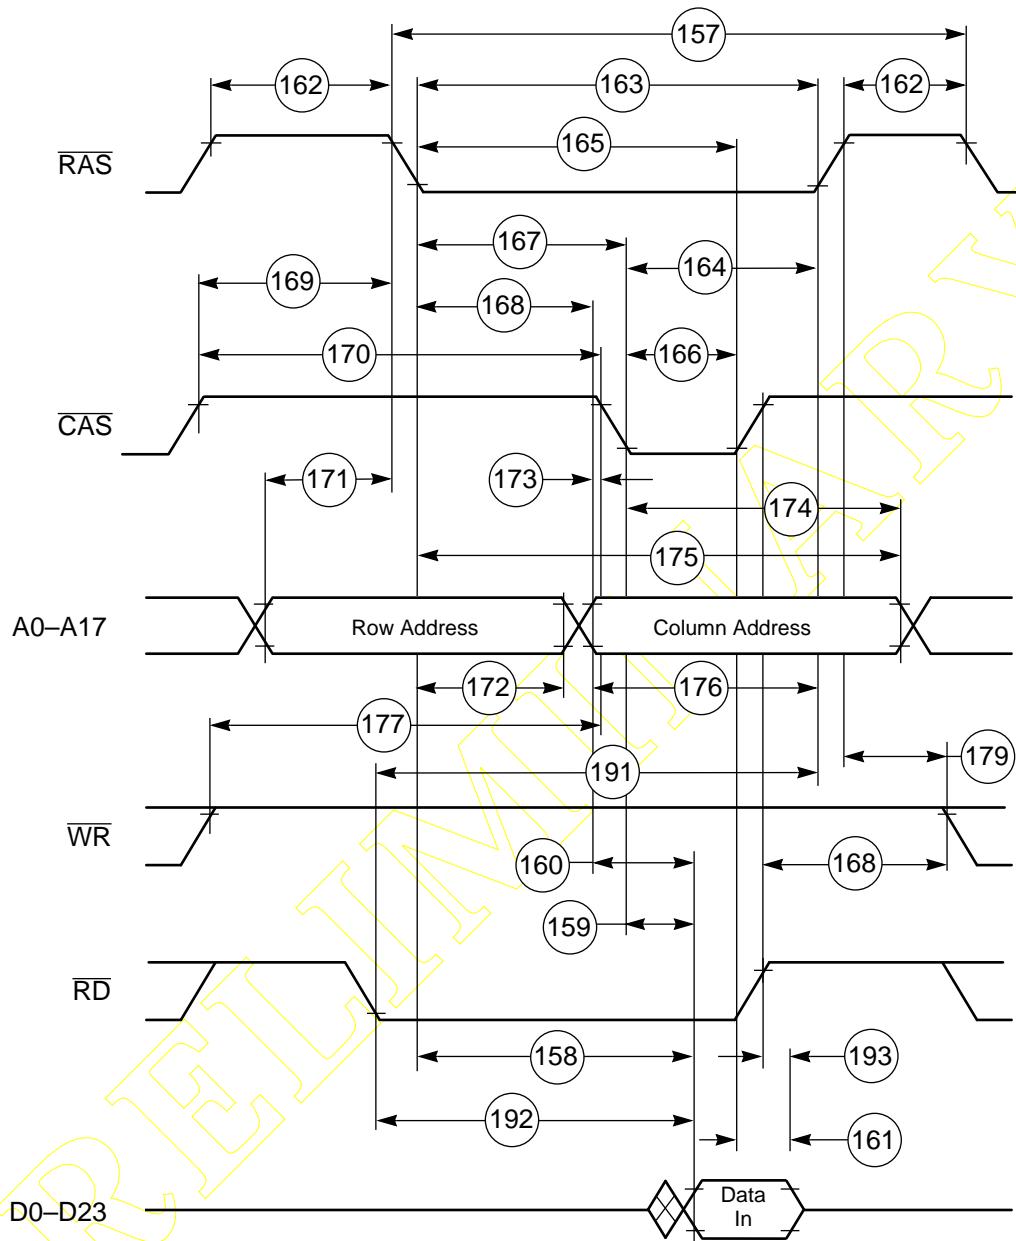 157
162
163
162
165
RAS
167
164
169
168
170
166
CAS
171
173
174
175
A0–A17
Row Address
Column Address
172
176
177
191
179
WR
160
168
159
RD
158
193
192
161
D0–D23
Data
In
PRELIMINARY